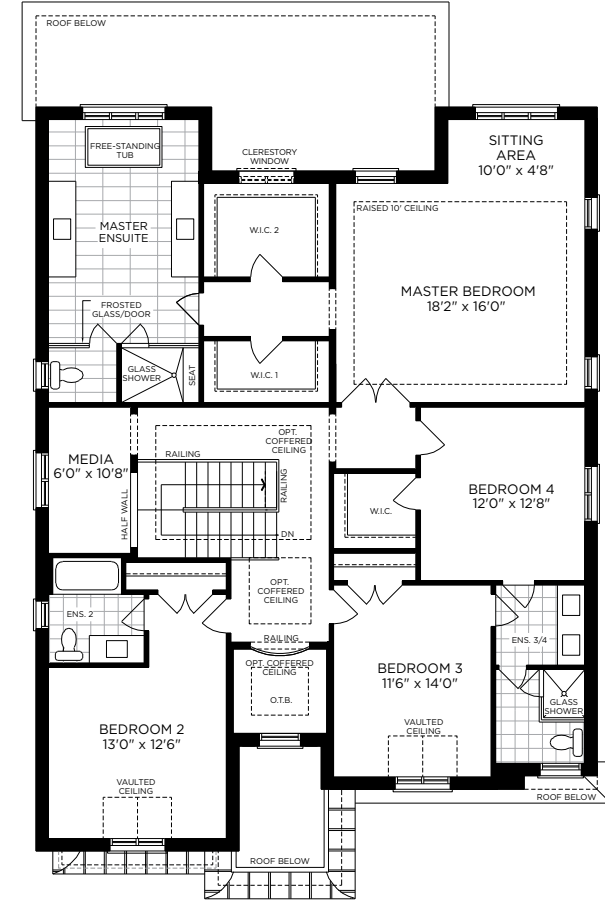 ROOF BELOW
FREE-STANDING
TUB
CLERESTORY
WINDOW
SITTING
AREA
10'0" x 4'8"
RAISED 10' CEILING
MASTER
ENSUITE
W.I.C. 2
MASTER BEDROOM
18'2" x 16'0"
FROSTED
GLASS/DOOR
GLASS
SHOWER
SEAT
W.I.C. 1
OPT.
COFFERED
CEILING
MEDIA
6'0" x 10'8"
RAILING
RAILING
HALF WALL
DN
W.I.C.
BEDROOM 4
12'0" x 12'8"
OPT.
COFFERED
CEILING
ENS. 2
RAILING
ENS. 3/4
OPT. COFFERED
CEILING
O.T.B.
BEDROOM 3
11'6" x 14'0"
GLASS
SHOWER
BEDROOM 2
13'0" x 12'6"
VAULTED
CEILING
VAULTED
CEILING
ROOF BELOW
ROOF BELOW